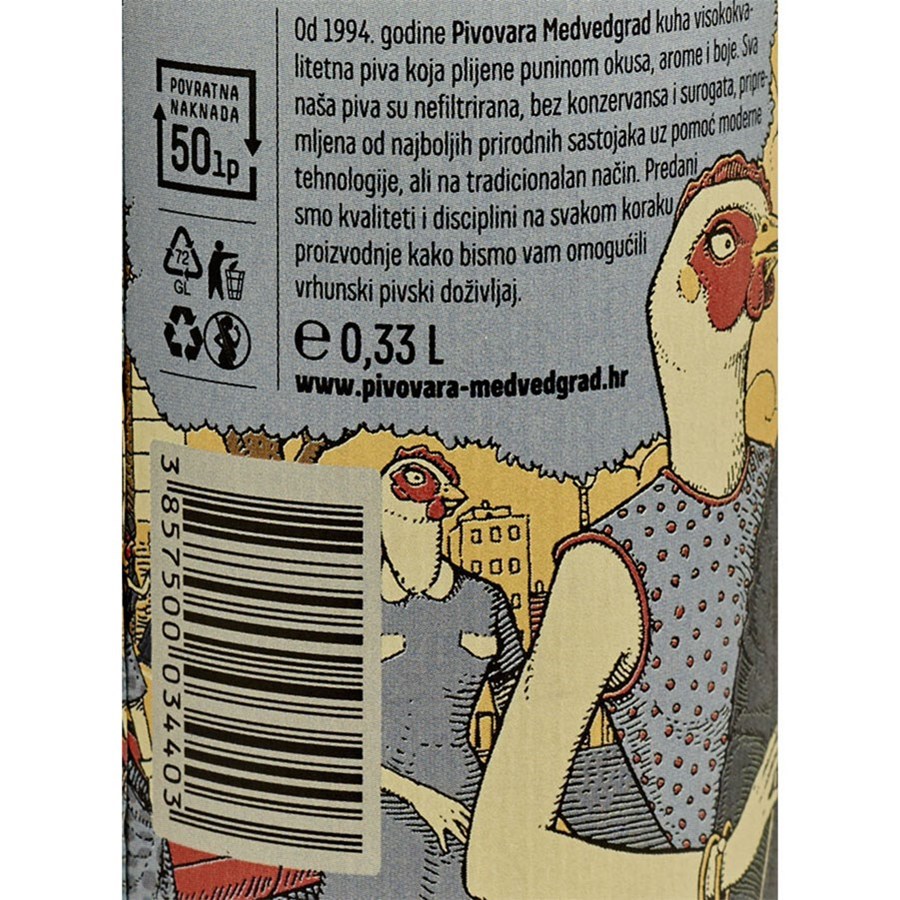 Od 1994. godine Pivovara Medvedgrad kuha visokokva-
litetna piva koja plijene puninom okusa, arome i boje. Sva
naša piva su nefiltrirana, bez konzervansa i surogata, pripre-
mljena od najboljih prirodnih sastojaka uz pomoć moderne
tehnologije, ali na tradicionalan način. Predani
smo kvaliteti i disciplini na svakom koraku
proizvodnje kako bismo vam omogućili
vrhunski pivski doživljaj.
e 0,33 L
www.pivovara-medvedgrad.hr
POVRATNA
NAKNADA
50lp
72
GL
3 857500 034403